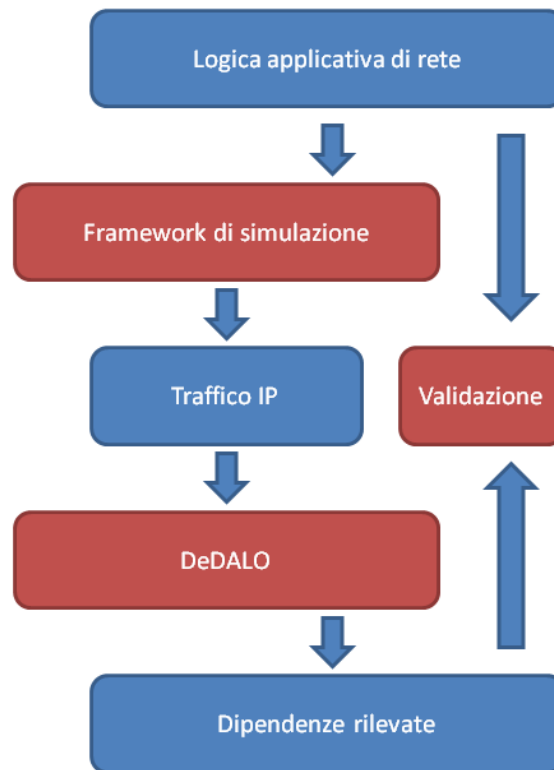 Logica applicativa di rete
Framework di simulazione
Traffico IP
Validazione
DeDALO
Dipendenze rilevate